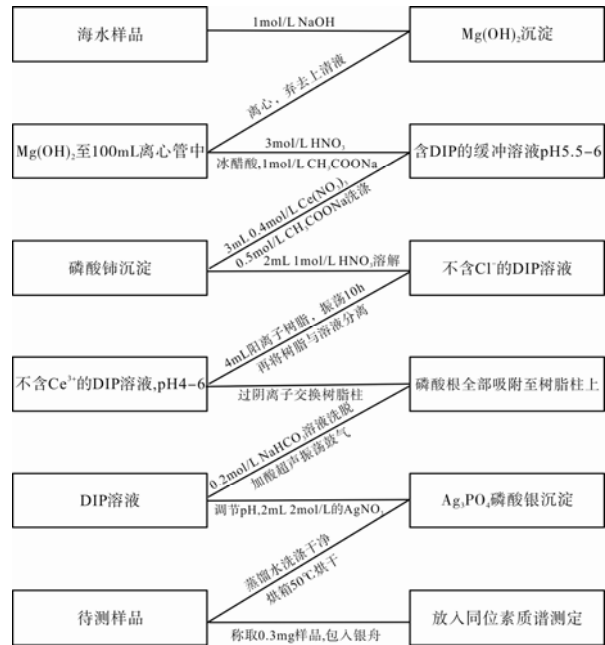 海水样品
1mol/L NaOH
Mg(OH)₂沉淀
离心，弃去上清液
Mg(OH)₂至100mL离心管中
3mol/L HNO₃
冰醋酸,1mol/L CH₃COONa
含DIP的缓冲溶液pH5.5-6
3mL 0.4mol/L Ce(NO₃)₃
0.5mol/L CH₃COONa洗涤
磷酸铈沉淀
2mL 1mol/L HNO₃溶解
不含Cl⁻的DIP溶液
4mL阳离子树脂，振荡10h
再将树脂与溶液分离
不含Ce³⁺的DIP溶液,pH4-6
过阴离子交换树脂柱
磷酸根全部吸附至树脂柱上
0.2mol/L NaHCO₃溶液洗脱
加酸超声振荡鼓气
DIP溶液
调节pH,2mL 2mol/L的AgNO₃
Ag₃PO₄磷酸银沉淀
蒸馏水洗涤干净
烘箱50℃烘干
待测样品
称取0.3mg样品,包入银舟
放入同位素质谱测定